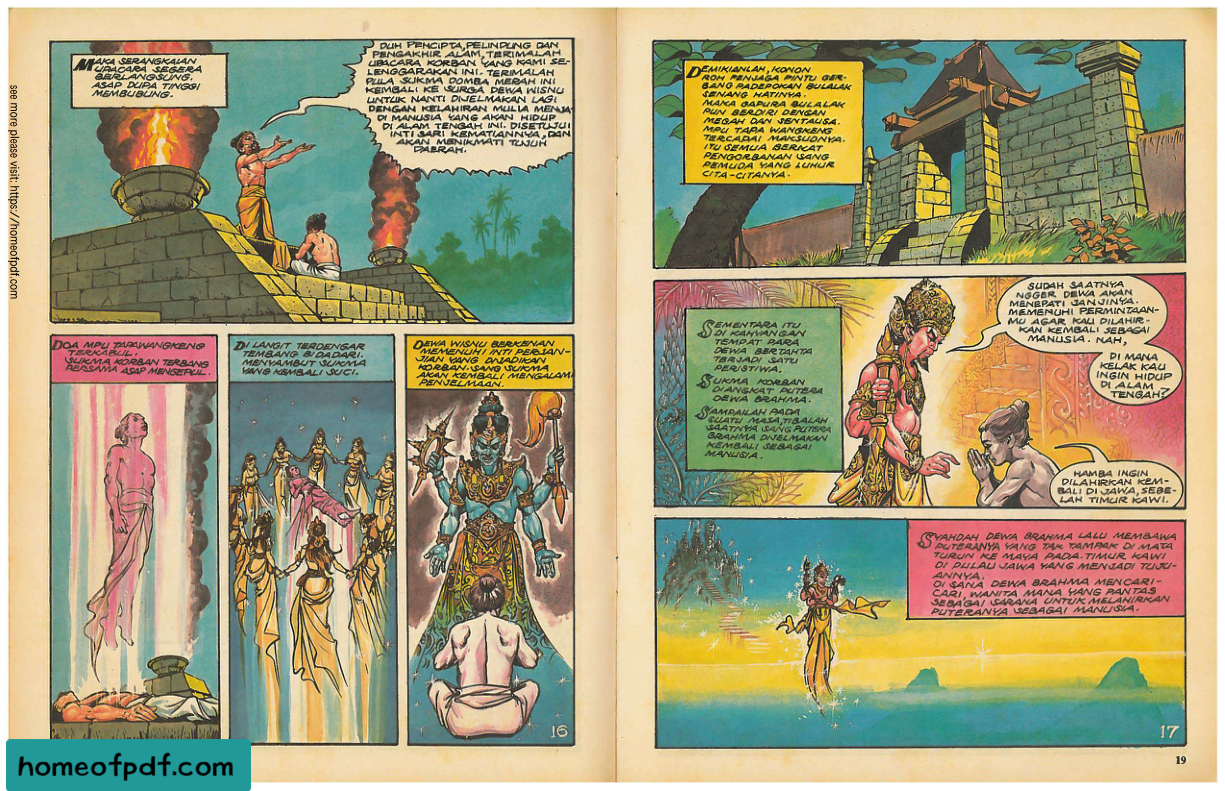 see more please visit: https://homeofpdf.com
MAKA SERANGKAIAN
UPACARA SEGERA
BERLANGSUNG.
ASAP DUPA TINGGI
MEMBUBUNG.
DUH PENCIPTA, PELINDUNG DAN
PENGAKHIR ALAM, TERIMALAH
UPACARA KORBAN YANG KAMI SE-
LENGGARAKAN INI. TERIMALAH
PULA SUKMA DOMBA MERAH INI
KEMBALI KE SURGA DEWA WISNU
UNTUK NANTI DIJELMAKAN LAGI
DENGAN KELAHIRAN MULIA MENJA-
DI MANUSIA YANG AKAN HIDUP
DI ALAM TENGAH INI. DISETUJUI
INTI SARI KEMATIANNYA, DAN
AKAN MENIKMATI TUJUH
DAERAH.
DOA MPU TAPAWANGKENG
TERKABUL.
SUKMA KORBAN TERBANG
BERSAMA ASAP MENGEPUL.
DI LANGIT TERDENGAR
TEMBANG BIDADARI.
MENYAMBUT SUKMA
YANG KEMBALI SUCI.
DEWA WISNU BERKENAN
MEMENUHI INTI PERJAN-
JIAN YANG DIJADIKAN
KORBAN. SANG SUKMA
AKAN KEMBALI MENGALAMI
PENJELMAAN.
16
DEMIKIANLAH, KONON
ROH PENJAGA PINTU GER-
BANG PADEPOKAN BULALAK
SENANG HATINYA.
MAKA GAPURA BULALAK
PUN BERDIRI DENGAN
MEGAH DAN SENTAUSA.
MPU TAPA WANGKENG
TERCAPAI MAKSUDNYA.
ITU SEMUA BERKAT
PENGORBANAN SANG
PEMUDA YANG LUHUR
CITA-CITANYA.
SEMENTARA ITU
DI KAHYANGAN
TEMPAT PARA
DEWA BERTAHTA
TERJADI SATU
PERISTIWA.
SUKMA KORBAN
DIANGKAT PUTERA
DEWA BRAHMA.
SAMPAILAH PADA
SUATU MASA, TIBALAH
SAATNYA SANG PUTERA
BRAHMA DIJELMAKAN
KEMBALI SEBAGAI
MANUSIA.
SUDAH SAATNYA
NGGER DEWA AKAN
MENEPATI JANJINYA.
MEMENUHI PERMINTAAN-
MU AGAR KAU DILAHIR-
KAN KEMBALI SEBAGAI
MANUSIA. NAH,
DI MANA
KELAK KAU
INGIN HIDUP
DI ALAM
TENGAH?
HAMBA INGIN
DILAHIRKAN KEM-
BALI DI JAWA, SEBE-
LAH TIMUR KAWI.
SYAHDAH DEWA BRAHMA LALU MEMBAWA
PUTERANYA YANG TAK TAMPAK DI MATA
TURUN KE MAYA PADA. TIMUR KAWI
DI PULAU JAWA YANG MENJADI TUJU-
ANNYA.
DI SANA DEWA BRAHMA MENCARI-
CARI, WANITA MANA YANG PANTAS
SEBAGAI SARANA UNTUK MELAHIRKAN
PUTERANYA SEBAGAI MANUSIA.
17
19
homeofpdf.com